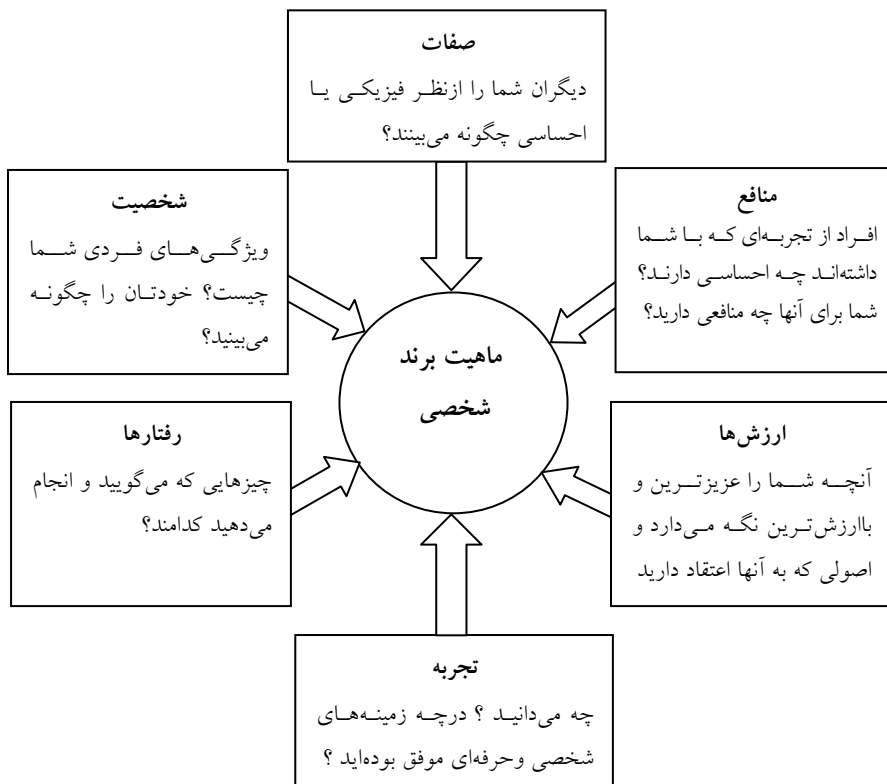 صفات
دیگران شما را ازنظر فیزیکی یا
احساسی چگونه می‌بینند؟
منافع
افراد از تجربه‌ای که با شما
داشته‌اند چه احساسی دارند؟
شما برای آنها چه منافعی دارید؟
شخصیت
ویژگی‌های فردی شما
چیست؟ خودتان را چگونه
می‌بینید؟
ماهیت برند
شخصی
ارزش‌ها
آنچه شما را عزیزترین و
باارزش‌ترین نگه می‌دارد و
اصولی که به آنها اعتقاد دارید
رفتارها
چیزهایی که می‌گویید و انجام
می‌دهید کدامند؟
تجربه
چه می‌دانید ؟ درچه زمینه‌های
شخصی وحرفه‌ای موفق بوده‌اید ؟